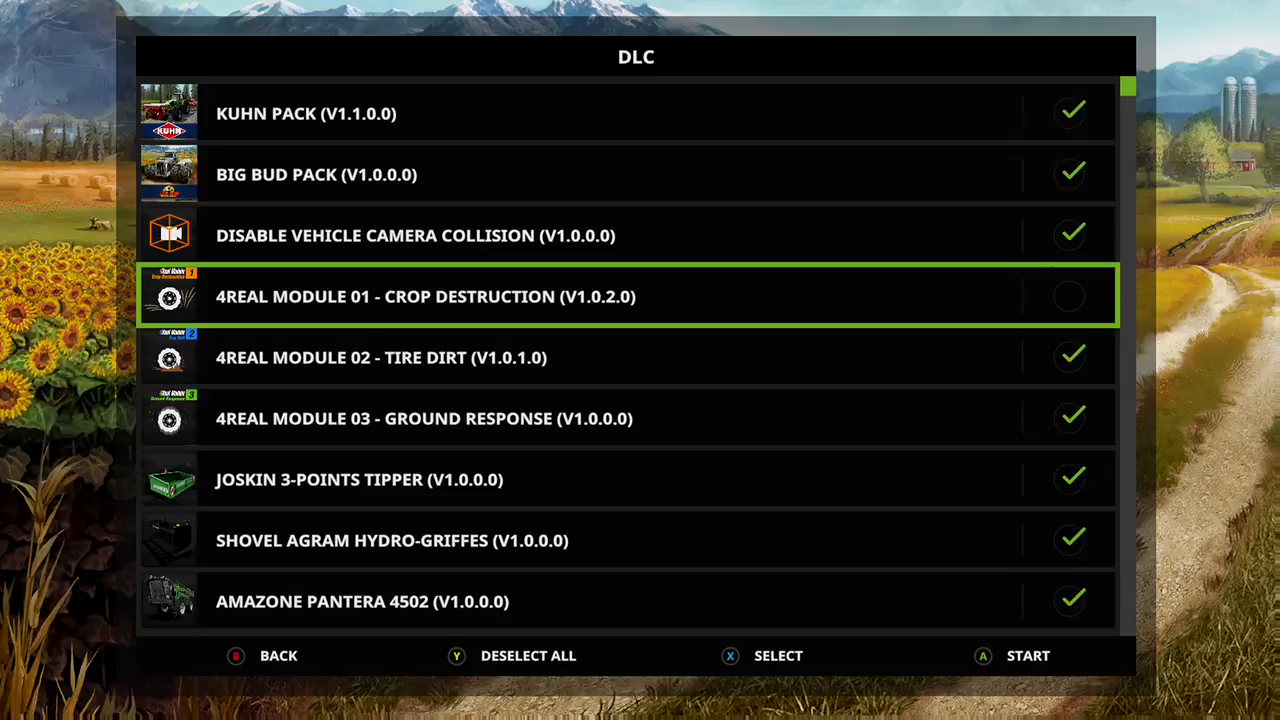 DLC
KUHN PACK (V1.1.0.0)
KUHN
BIG BUD PACK (V1.0.0.0)
DISABLE VEHICLE CAMERA COLLISION (V1.0.0.0)
1
4REAL MODULE 01 - CROP DESTRUCTION (V1.0.2.0)
2
4REAL MODULE 02 - TIRE DIRT (V1.0.1.0)
3
4REAL MODULE 03 - GROUND RESPONSE (V1.0.0.0)
JOSKIN 3-POINTS TIPPER (V1.0.0.0)
SHOVEL AGRAM HYDRO-GRIFFES (V1.0.0.0)
AMAZONE PANTERA 4502 (V1.0.0.0)
B BACK Y DESELECT ALL X SELECT A START